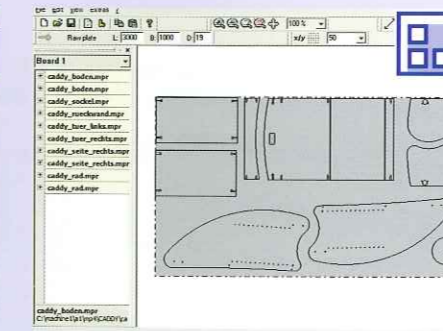 Raw plate L: 3000 B: 1000 D: 19 x/y 50
100 %
Board 1
caddy_boden.mpr
caddy_boden.mpr
caddy_sockel.mpr
caddy_rueckwand.mpr
caddy_tuer_links.mpr
caddy_tuer_rechts.mpr
caddy_seite_rechts.mpr
caddy_seite_rechts.mpr
caddy_rad.mpr
caddy_rad.mpr
caddy_boden.mpr